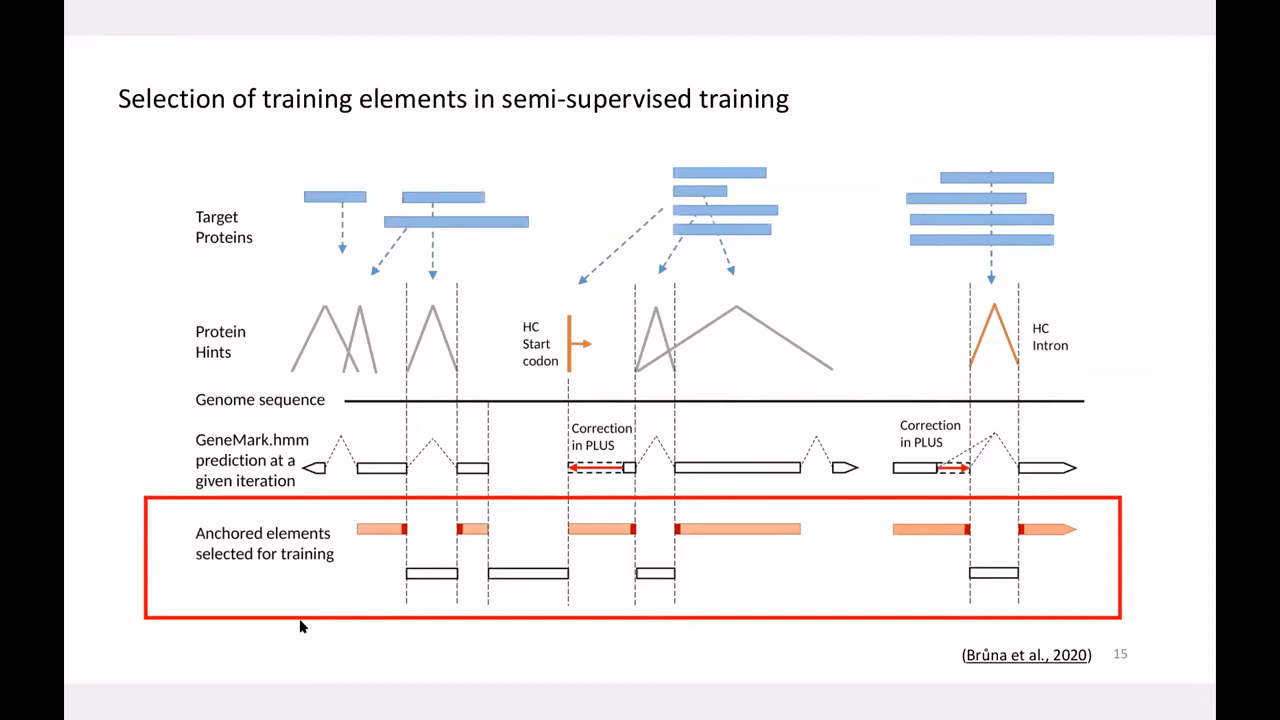 Selection of training elements in semi-supervised training
Target
Proteins
Protein
Hints
HC
Start
codon
HC
Intron
Genome sequence
GeneMark.hmm
prediction at a
given iteration
Correction
in PLUS
Correction
in PLUS
Anchored elements
selected for training
(Brůna et al., 2020)
15